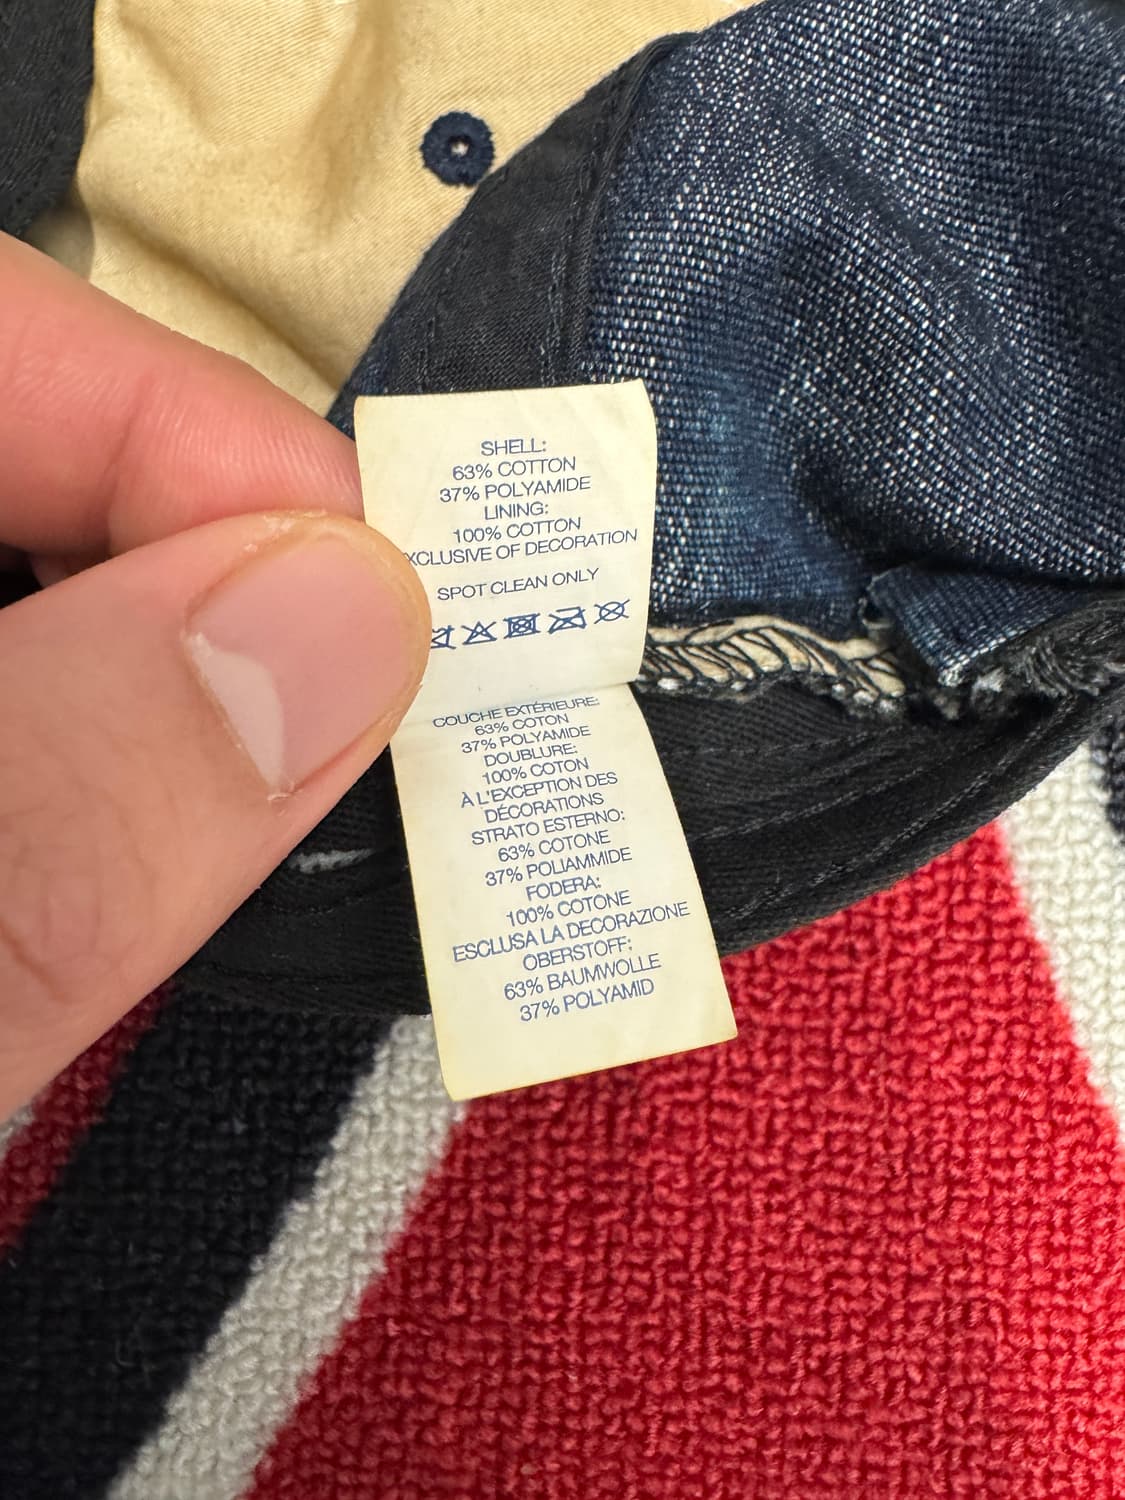 SHELL:
63% COTTON
37% POLYAMIDE
LINING:
100% COTTON
XCLUSIVE OF DECORATION
SPOT CLEAN ONLY
COUCHE EXTÉRIEURE:
63% COTON
37% POLYAMIDE
DOUBLURE:
100% COTON
À L'EXCEPTION DES
DÉCORATIONS
STRATO ESTERNO:
63% COTONE
37% POLIAMMIDE
FODERA:
100% COTONE
ESCLUSA LA DECORAZIONE
OBERSTOFF:
63% BAUMWOLLE
37% POLYAMID